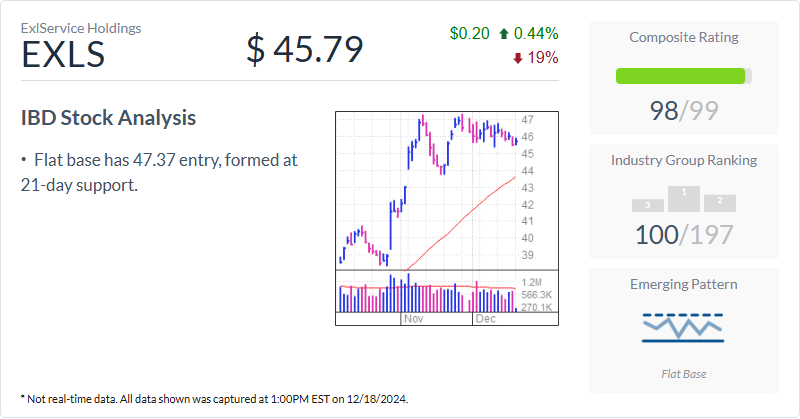 ExlService Holdings
EXLS
$ 45.79
$0.20 0.44%
19%
IBD Stock Analysis
• Flat base has 47.37 entry, formed at
21-day support.
47
46
45
44
43
42
41
40
39
1.2M
566.3K
270.1K
Nov
Dec
Composite Rating
98/99
Industry Group Ranking
3
1
2
100/197
Emerging Pattern
Flat Base
* Not real-time data. All data shown was captured at 1:00PM EST on 12/18/2024.